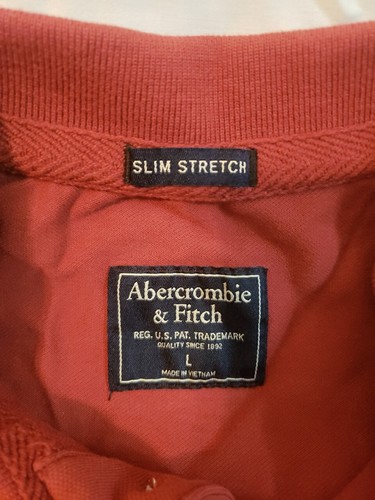 SLIM STRETCH
Abercrombie
& Fitch
REG. U.S. PAT. TRADEMARK
QUALITY SINCE 1892
L
MADE IN VIETNAM